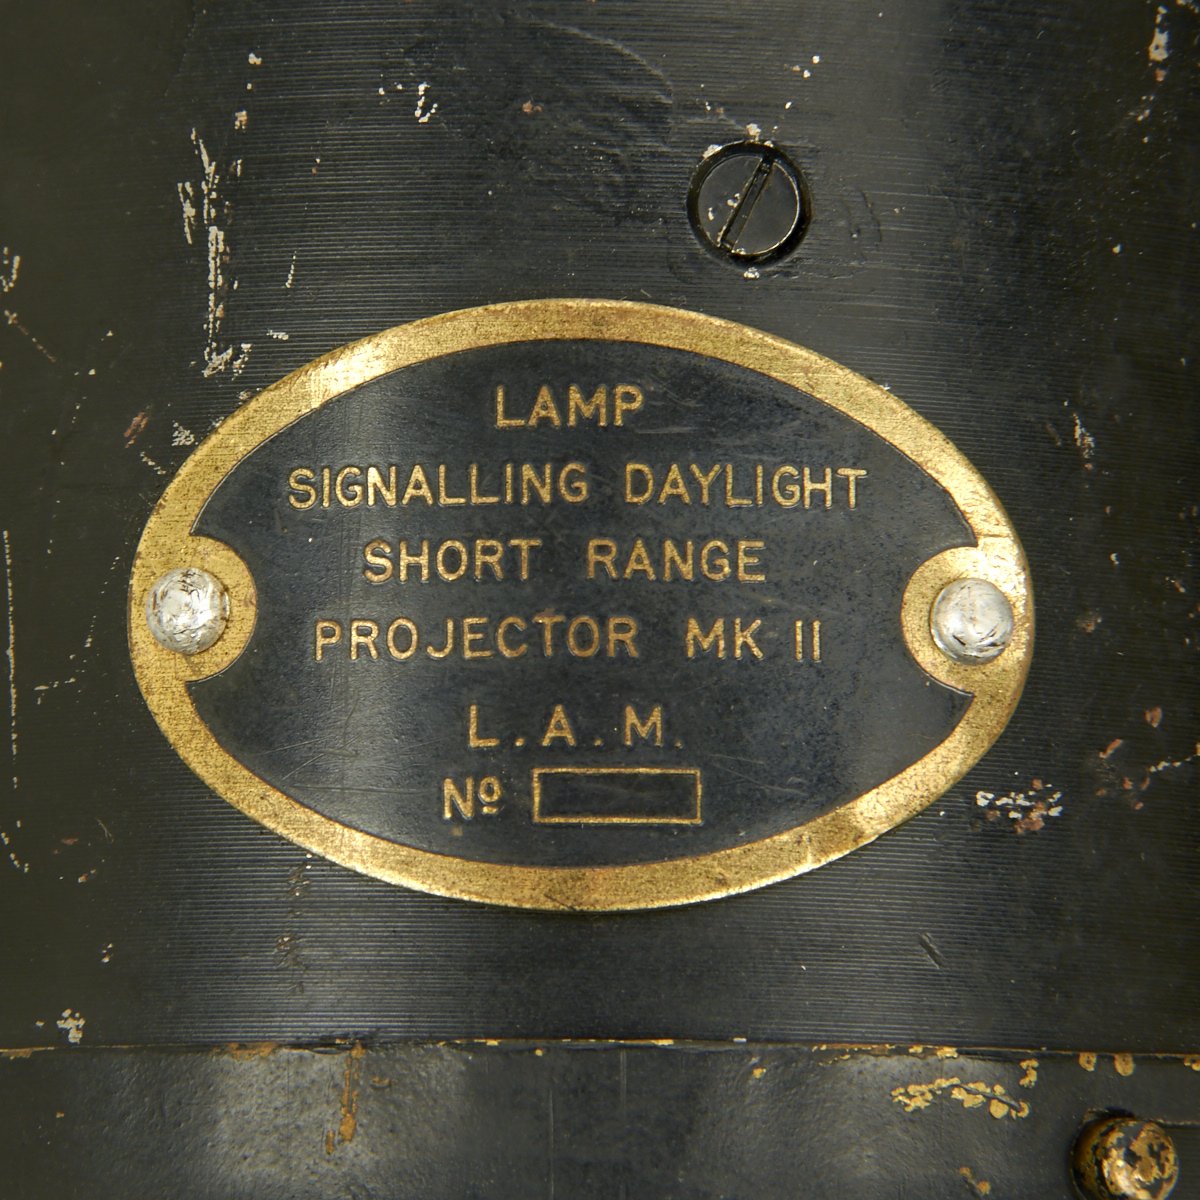 LAMP
SIGNALLING DAYLIGHT
SHORT RANGE
PROJECTOR MK II
L.A.M.
Nº